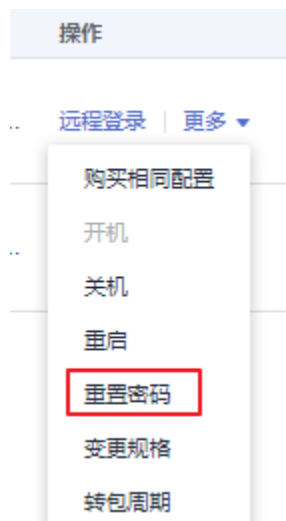 操作
.. 远程登录 | 更多
购买相同配置
开机
..
关机
重启
重置密码
变更规格
转包周期